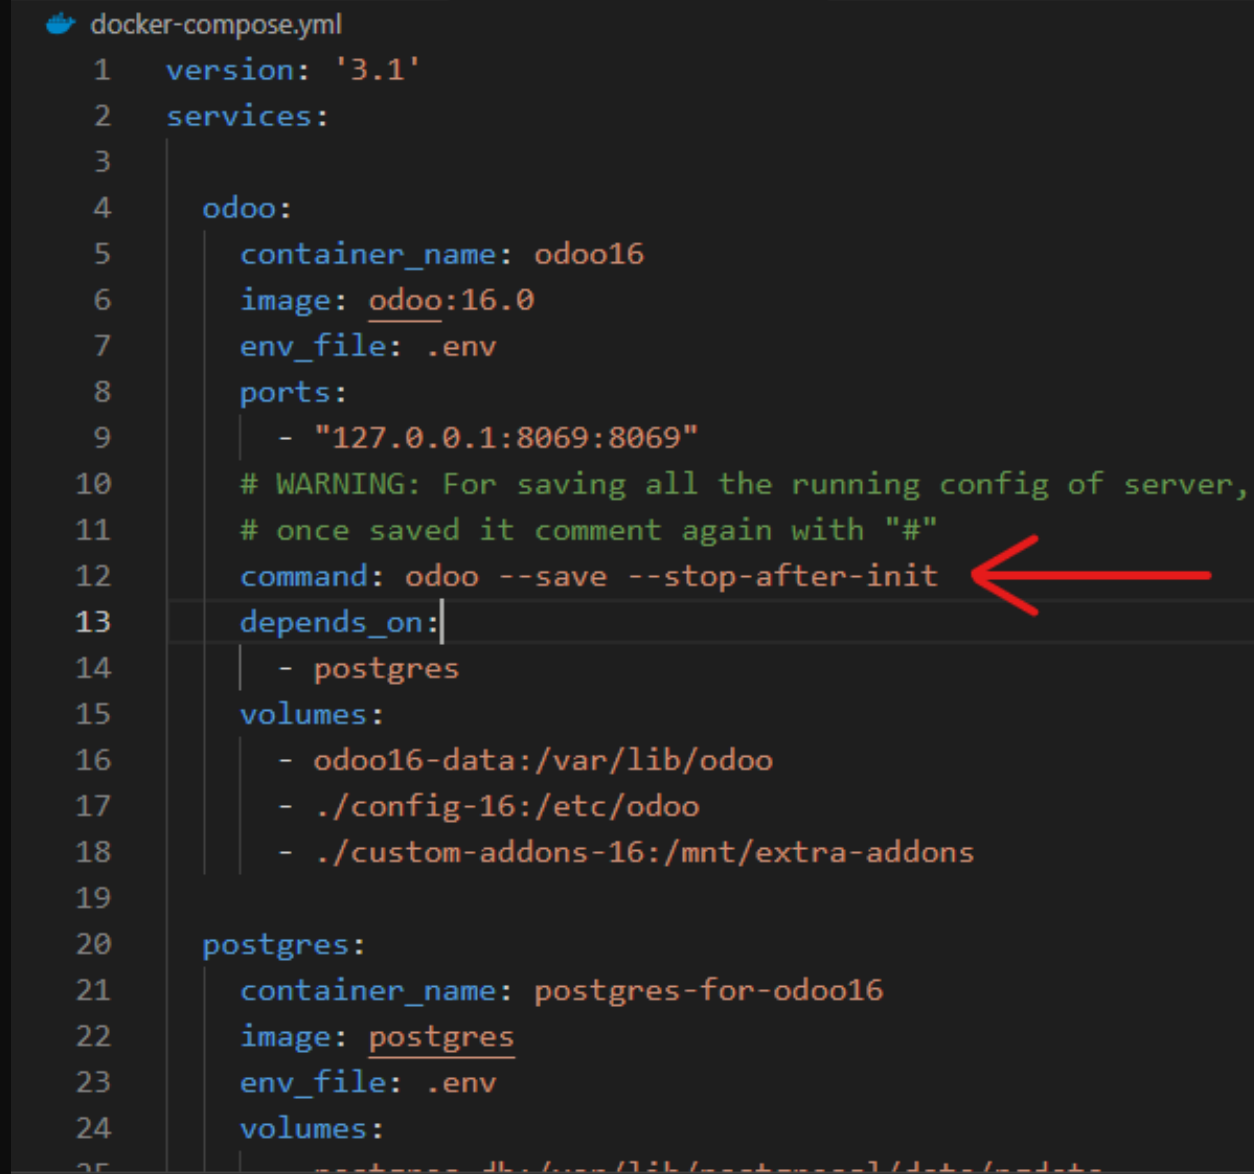 docker-compose.yml
1 version: '3.1'
2 services:
3
4 odoo:
5 container_name: odoo16
6 image: odoo:16.0
7 env_file: .env
8 ports:
9 - "127.0.0.1:8069:8069"
10 # WARNING: For saving all the running config of server,
11 # once saved it comment again with "#"
12 command: odoo --save --stop-after-init
13 depends_on:
14 - postgres
15 volumes:
16 - odoo16-data:/var/lib/odoo
17 - ./config-16:/etc/odoo
18 - ./custom-addons-16:/mnt/extra-addons
19
20 postgres:
21 container_name: postgres-for-odoo16
22 image: postgres
23 env_file: .env
24 volumes: